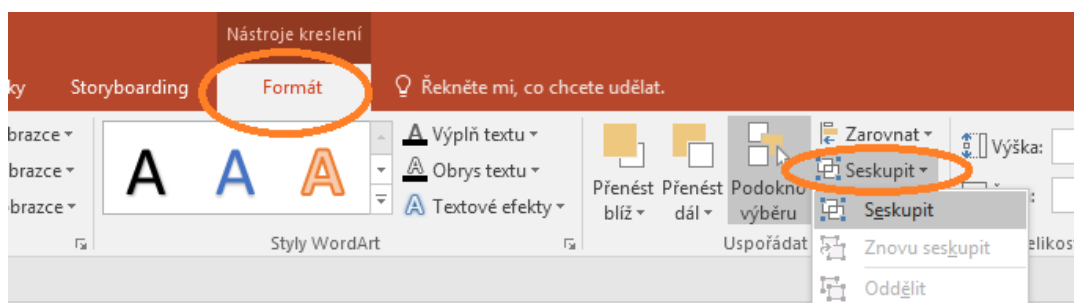 Nástroje kreslení
ky Storyboarding Formát Řekněte mi, co chcete udělat.
brazce
brazce
brazce
A A A
Výplň textu
Obrys textu
Textové efekty
Styly WordArt
Přenést blíž
Přenést dál
Podokno výběru
Zarovnat
Seskupit
Uspořádat
Výška:
Seskupit
Znovu seskupit
Oddělit
elikos